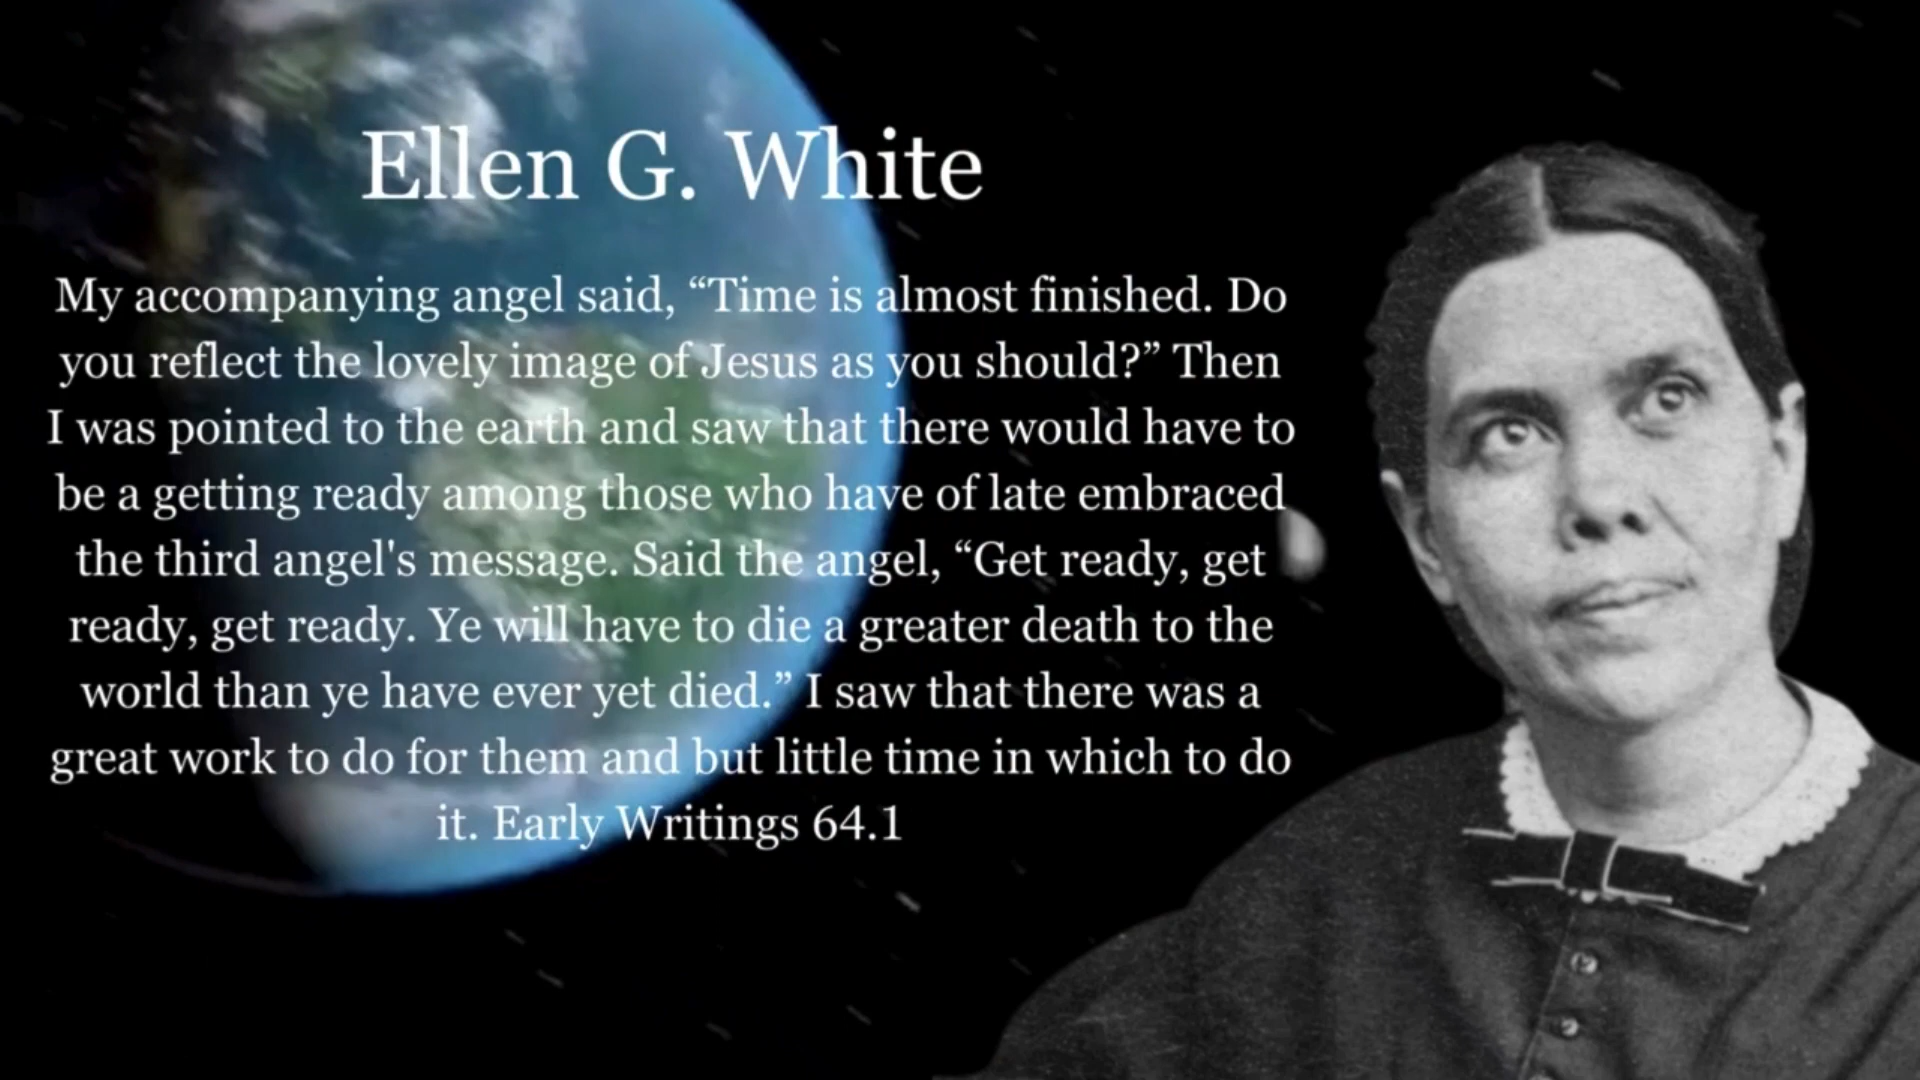 Ellen G. White
My accompanying angel said, “Time is almost finished. Do
you reflect the lovely image of Jesus as you should?” Then
I was pointed to the earth and saw that there would have to
be a getting ready among those who have of late embraced
the third angel's message. Said the angel, “Get ready, get
ready, get ready. Ye will have to die a greater death to the
world than ye have ever yet died.” I saw that there was a
great work to do for them and but little time in which to do
it. Early Writings 64.1